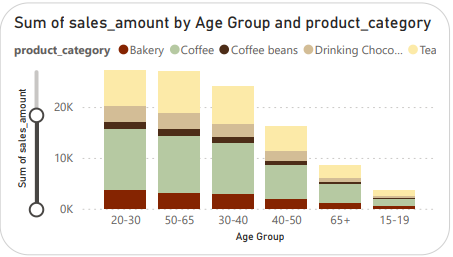 Sum of sales_amount by Age Group and product_category
product_category Bakery Coffee Coffee beans Drinking Choco... Tea
Sum of sales_amount
20K
10K
0K
20-30 50-65 30-40 40-50 65+ 15-19
Age Group